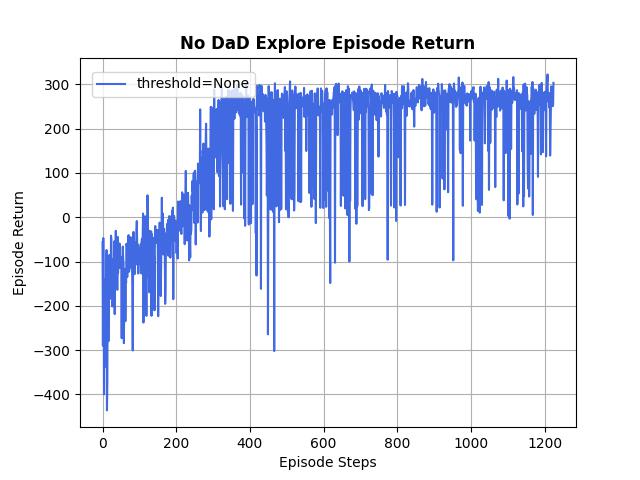 No DaD Explore Episode Return
threshold=None
300
200
100
0
−100
−200
−300
−400
Episode Return
0 200 400 600 800 1000 1200
Episode Steps